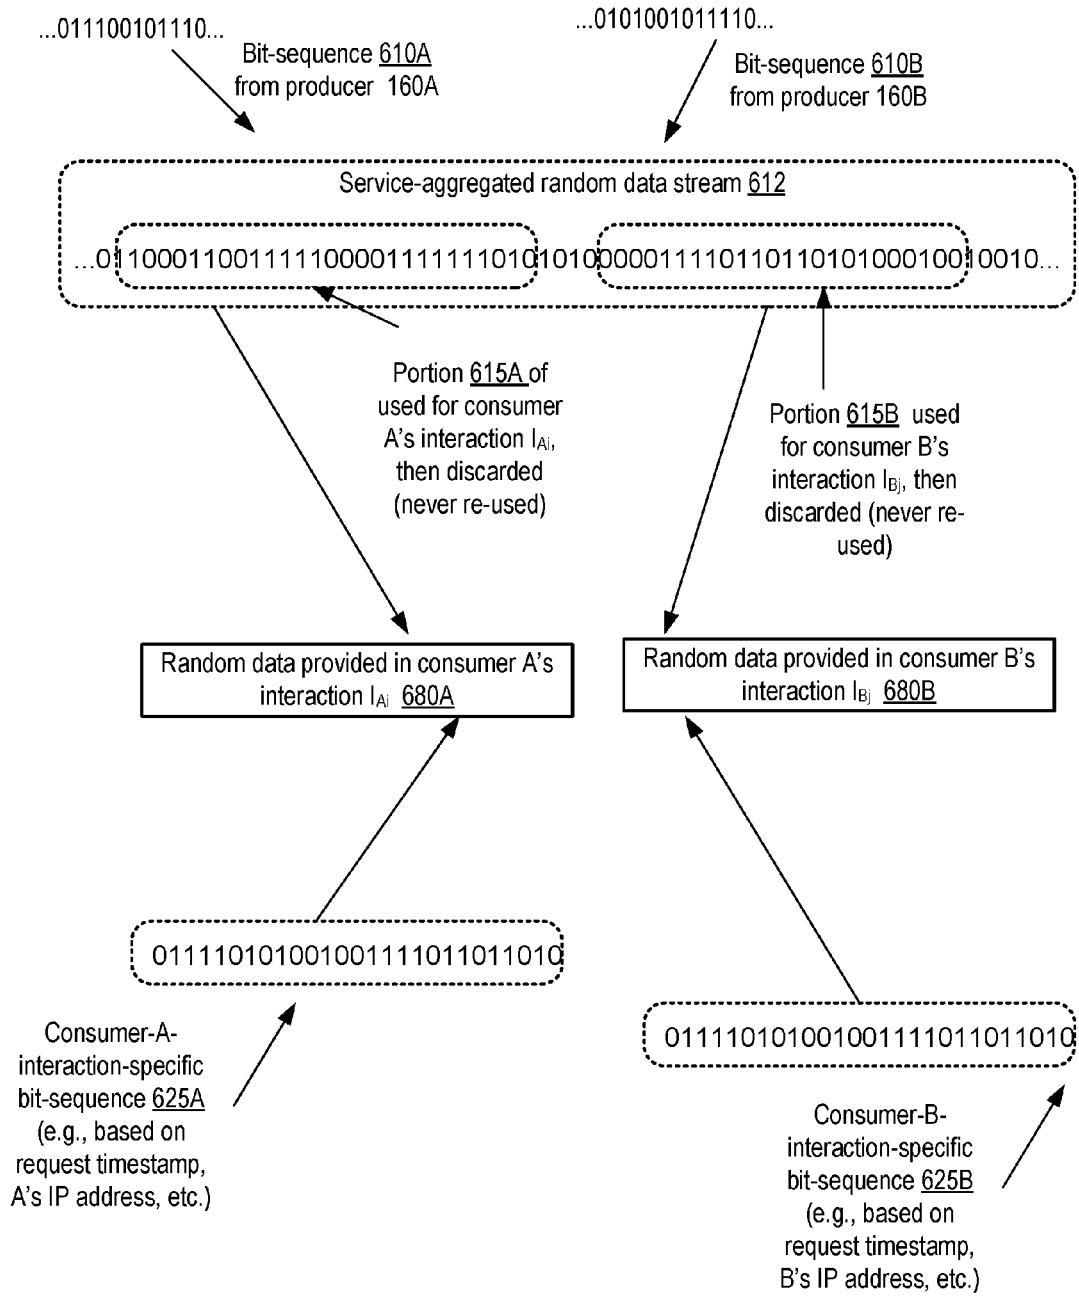 ...011100101110...
Bit-sequence 610A
from producer 160A
...0101001011110...
Bit-sequence 610B
from producer 160B
Service-aggregated random data stream 612
...011000110011111000011111110101010000001111011011010100010010010...
Portion 615A of
used for consumer
A's interaction IAi,
then discarded
(never re-used)
Portion 615B used
for consumer B's
interaction IBj, then
discarded (never re-
used)
Random data provided in consumer A's
interaction IAi 680A
Random data provided in consumer B's
interaction IBj 680B
0111101010010011110110110​10
Consumer-A-
interaction-specific
bit-sequence 625A
(e.g., based on
request timestamp,
A's IP address, etc.)
011110101001001111011011010
Consumer-B-
interaction-specific
bit-sequence 625B
(e.g., based on
request timestamp,
B's IP address, etc.)